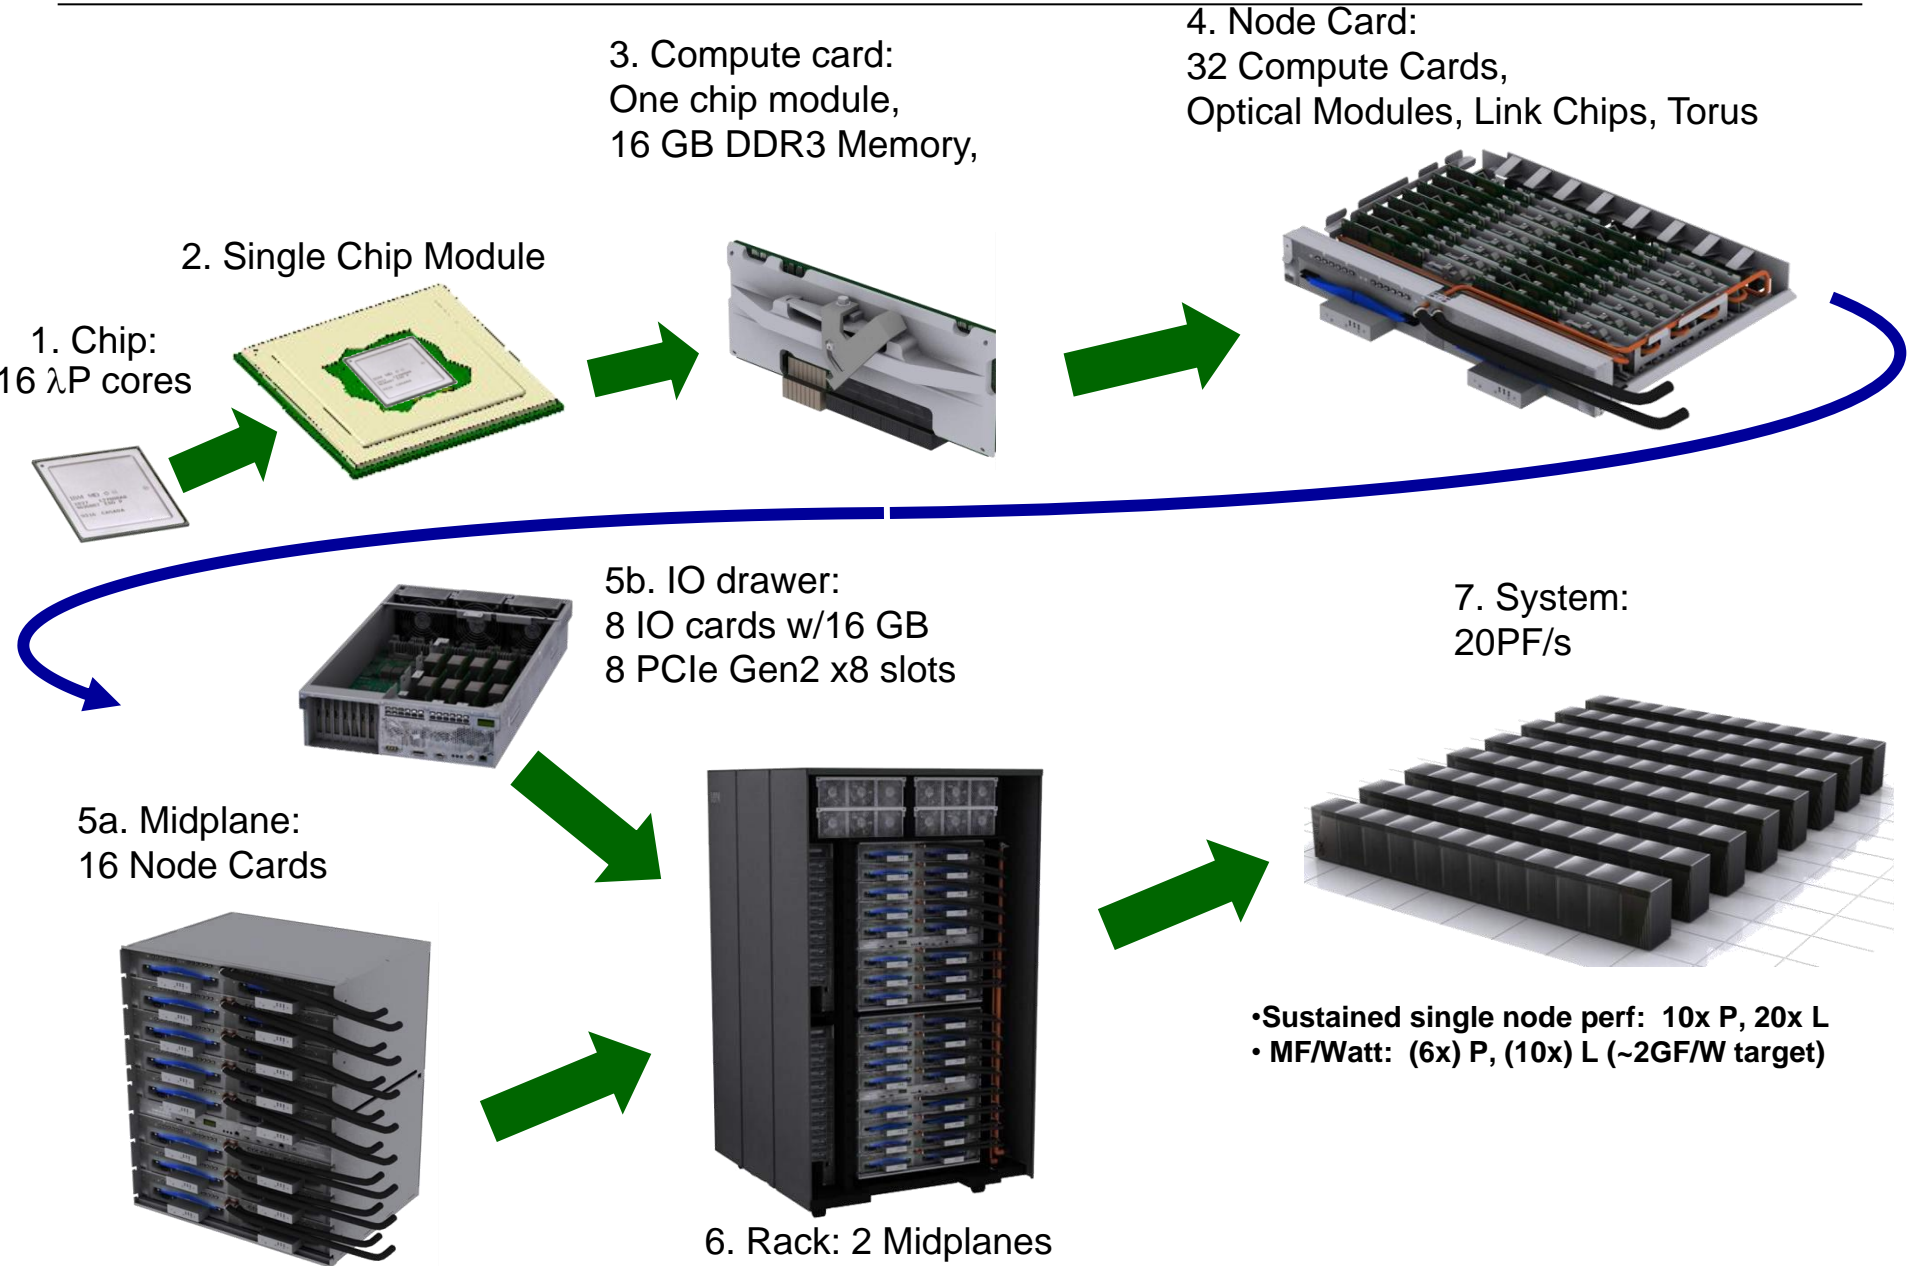 1. Chip:
16 λP cores
2. Single Chip Module
3. Compute card:
One chip module,
16 GB DDR3 Memory,
4. Node Card:
32 Compute Cards,
Optical Modules, Link Chips, Torus
5a. Midplane:
16 Node Cards
5b. IO drawer:
8 IO cards w/16 GB
8 PCIe Gen2 x8 slots
6. Rack: 2 Midplanes
7. System:
20PF/s
•Sustained single node perf: 10x P, 20x L
• MF/Watt: (6x) P, (10x) L (~2GF/W target)